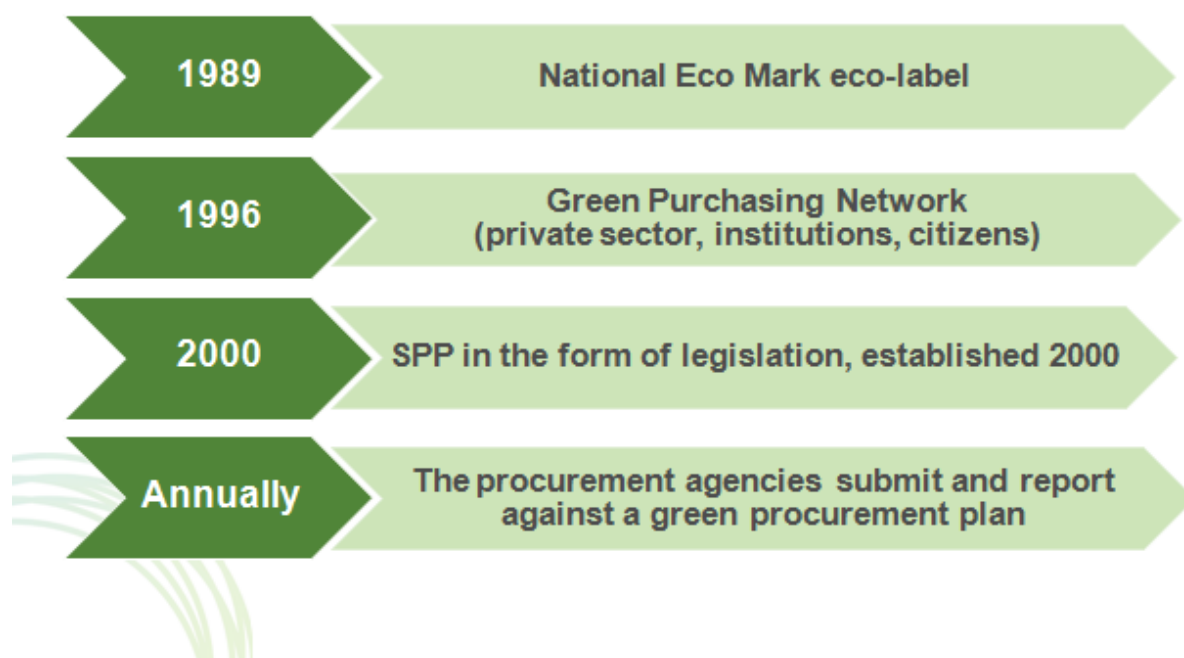 1989
National Eco Mark eco-label
1996
Green Purchasing Network
(private sector, institutions, citizens)
2000
SPP in the form of legislation, established 2000
Annually
The procurement agencies submit and report
against a green procurement plan